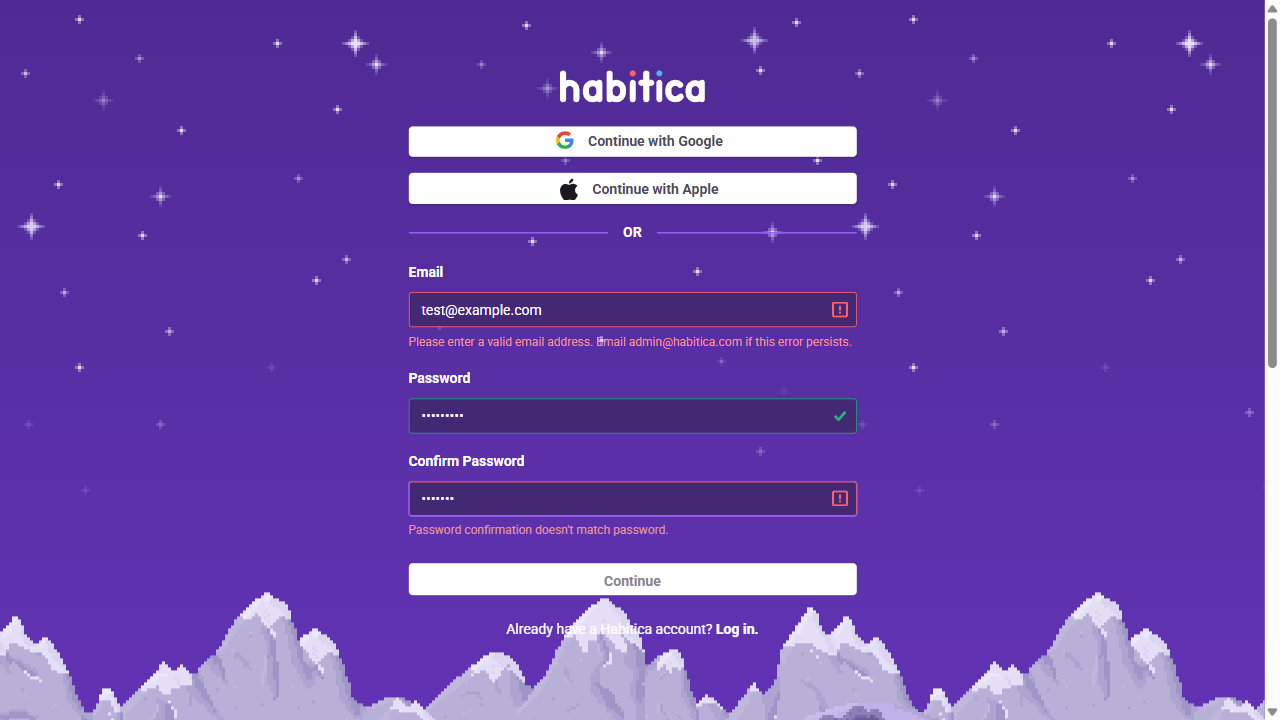 habitica
Continue with Google
Continue with Apple
OR
Email
test@example.com
Please enter a valid email address. Email admin@habitica.com if this error persists.
Password
•••••••••
Confirm Password
•••••••
Password confirmation doesn't match password.
Continue
Already have a Habitica account? Log in.